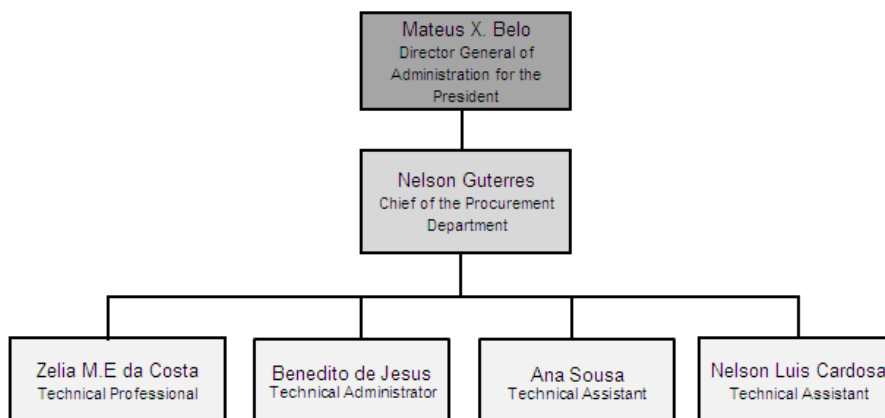 Mateus X. Belo
Director General of
Administration for the
President
Nelson Guterres
Chief of the Procurement
Department
Zelia M.E da Costa
Technical Professional
Benedito de Jesus
Technical Administrator
Ana Sousa
Technical Assistant
Nelson Luis Cardosa
Technical Assistant